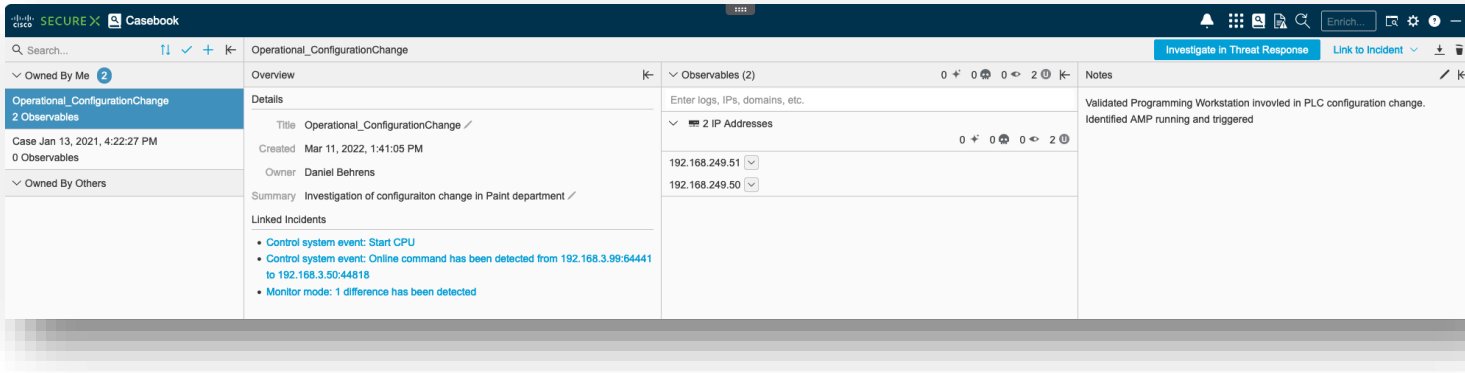 cisco SECUREX Casebook
Enrich...
Search...
Operational_ConfigurationChange
Investigate in Threat Response
Link to Incident
Owned By Me 2
Operational_ConfigurationChange
2 Observables
Case Jan 13, 2021, 4:22:27 PM
0 Observables
Owned By Others
Overview
Details
Title Operational_ConfigurationChange
Created Mar 11, 2022, 1:41:05 PM
Owner Daniel Behrens
Summary Investigation of configuraiton change in Paint department
Linked Incidents
• Control system event: Start CPU
• Control system event: Online command has been detected from 192.168.3.99:64441
to 192.168.3.50:44818
• Monitor mode: 1 difference has been detected
Observables (2) 0 0 0 2
Enter logs, IPs, domains, etc.
2 IP Addresses
0 0 0 2
192.168.249.51
192.168.249.50
Notes
Validated Programming Workstation invovled in PLC configuration change.
Identified AMP running and triggered